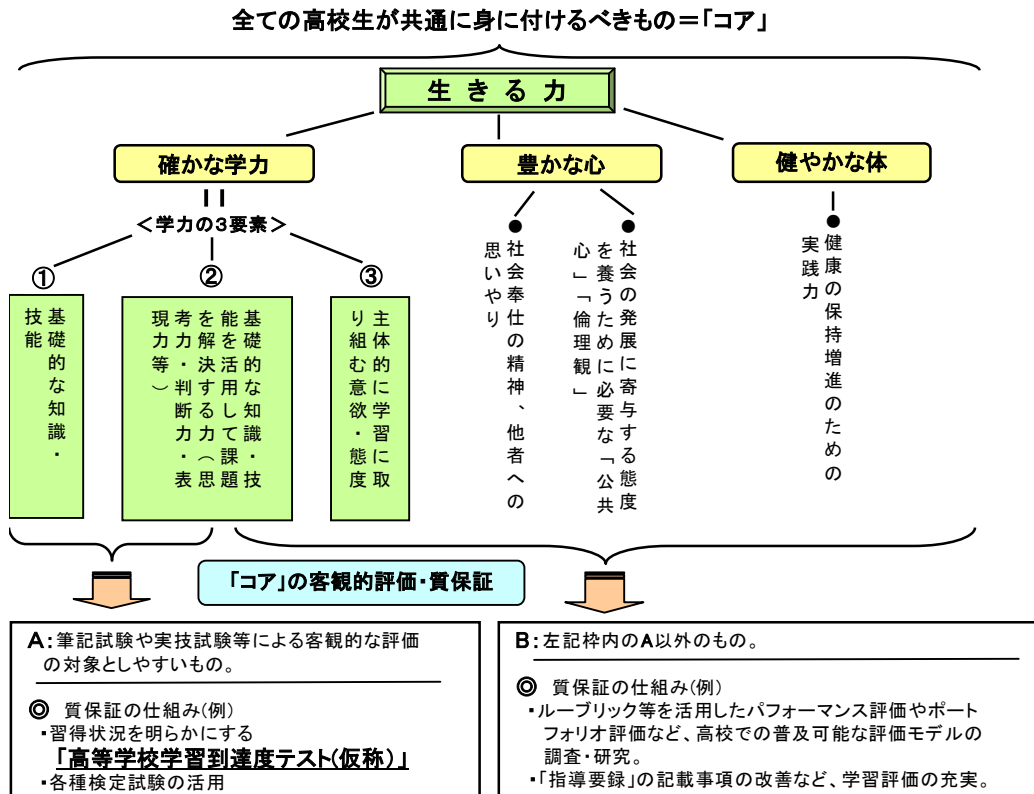 全ての高校生が共通に身に付けるべきもの＝「コア」
生きる力
確かな学力
豊かな心
健やかな体
＜学力の３要素＞
①
②
③
基礎的な知識・
技能
基礎的な知識・技
能を活用して課題
を解決する力（思
考力・判断力・表
現力等）
主体的に学習に取
り組む意欲・態度
●社会奉仕の精神、他者への
思いやり
●社会の発展に寄与する態度
を養うために必要な「公共
心」「倫理観」
●健康の保持増進のための
実践力
「コア」の客観的評価・質保証
A：筆記試験や実技試験等による客観的な評価
の対象としやすいもの。
◎ 質保証の仕組み(例)
・習得状況を明らかにする
「高等学校学習到達度テスト(仮称)」
・各種検定試験の活用
B：左記枠内のA以外のもの。
◎ 質保証の仕組み(例)
・ルーブリック等を活用したパフォーマンス評価やポート
フォリオ評価など、高校での普及可能な評価モデルの
調査・研究。
・「指導要録」の記載事項の改善など、学習評価の充実。